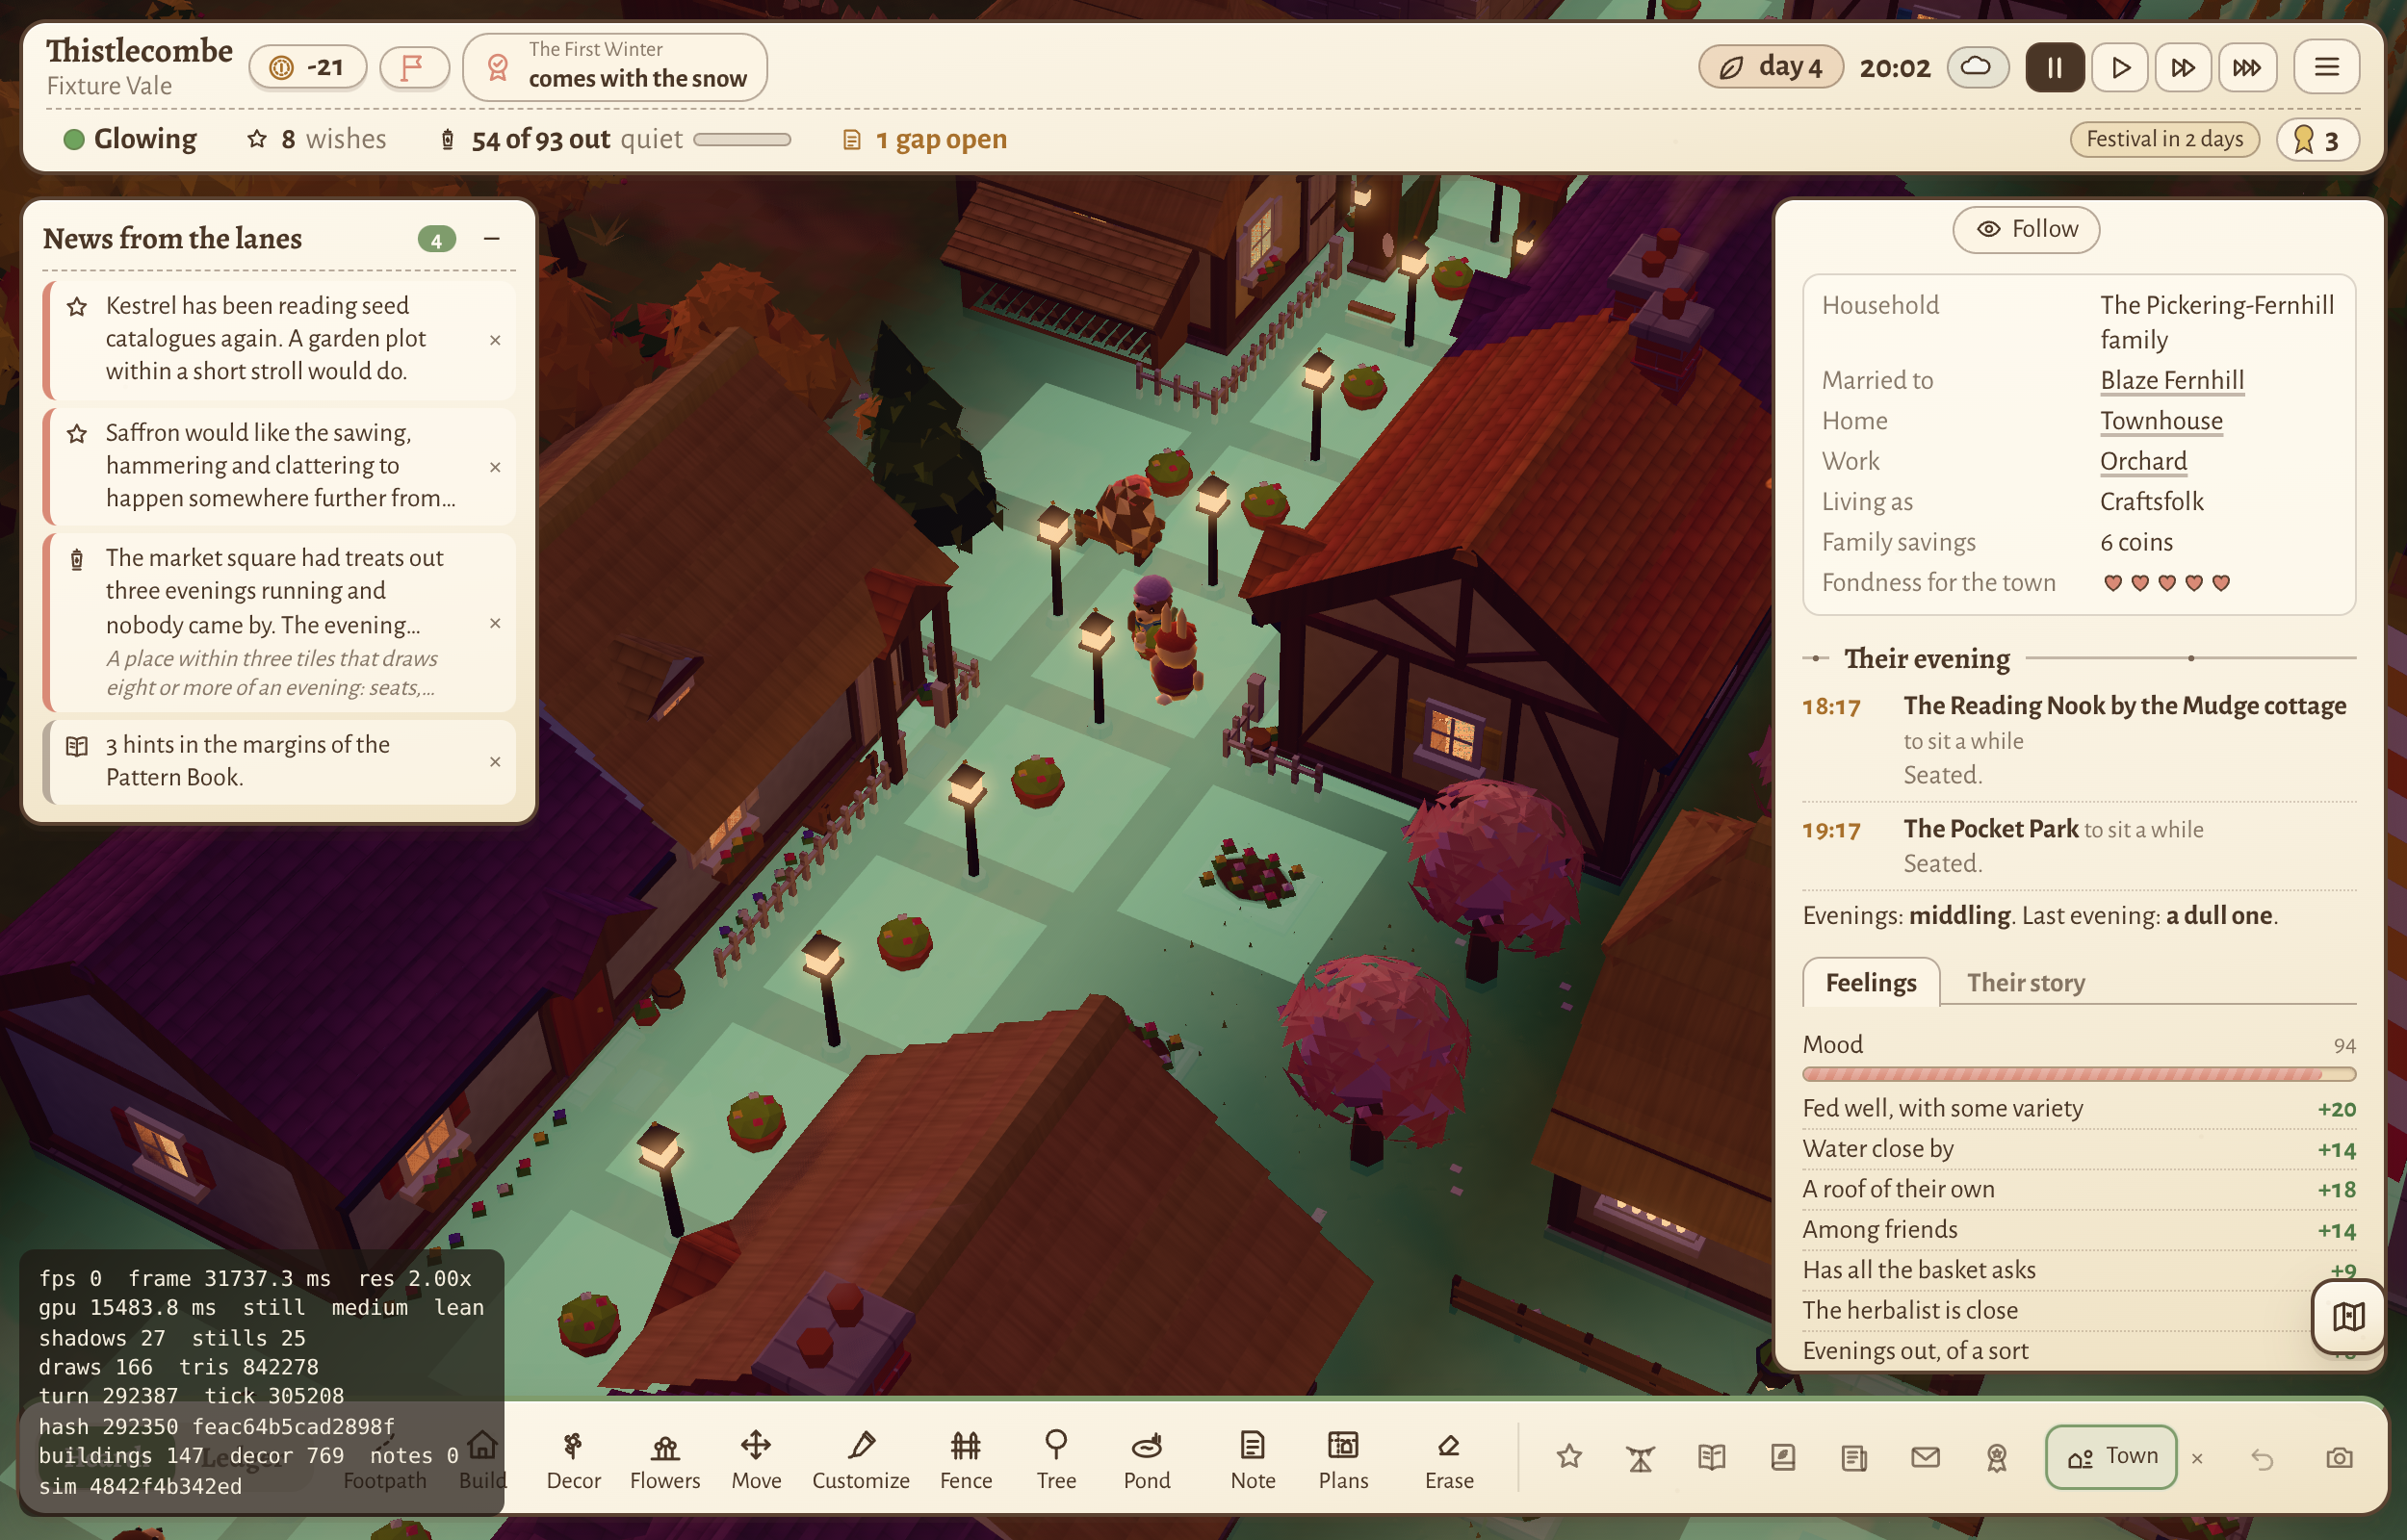 Thistlecombe
Fixture Vale
-21
The First Winter
comes with the snow
day 4
20:02
Glowing
8 wishes
54 of 93 out quiet
1 gap open
Festival in 2 days
3
News from the lanes
4
Kestrel has been reading seed
catalogues again. A garden plot
within a short stroll would do.
Saffron would like the sawing,
hammering and clattering to
happen somewhere further from...
The market square had treats out
three evenings running and
nobody came by. The evening...
A place within three tiles that draws
eight or more of an evening: seats,...
3 hints in the margins of the
Pattern Book.
Follow
Household The Pickering-Fernhill
family
Married to Blaze Fernhill
Home Townhouse
Work Orchard
Living as Craftsfolk
Family savings 6 coins
Fondness for the town
Their evening
18:17 The Reading Nook by the Mudge cottage
to sit a while
Seated.
19:17 The Pocket Park to sit a while
Seated.
Evenings: middling. Last evening: a dull one.
Feelings Their story
Mood 94
Fed well, with some variety +20
Water close by +14
A roof of their own +18
Among friends +14
Has all the basket asks +9
The herbalist is close
Evenings out, of a sort
fps 0 frame 31737.3 ms res 2.00x
gpu 15483.8 ms still medium lean
shadows 27 stills 25
draws 166 tris 842278
turn 292387 tick 305208
hash 292350 feac64b5cad2898f
buildings 147 decor 769 notes 0
sim 4842f4b342ed
Footpath
Build
Decor
Flowers
Move
Customize
Fence
Tree
Pond
Note
Plans
Erase
Town